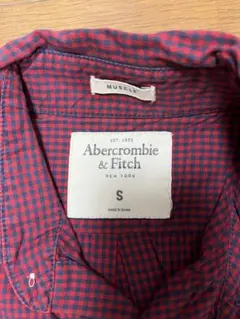 MUSCLE
EST. 1892
Abercrombie
& Fitch
NEW YORK
S